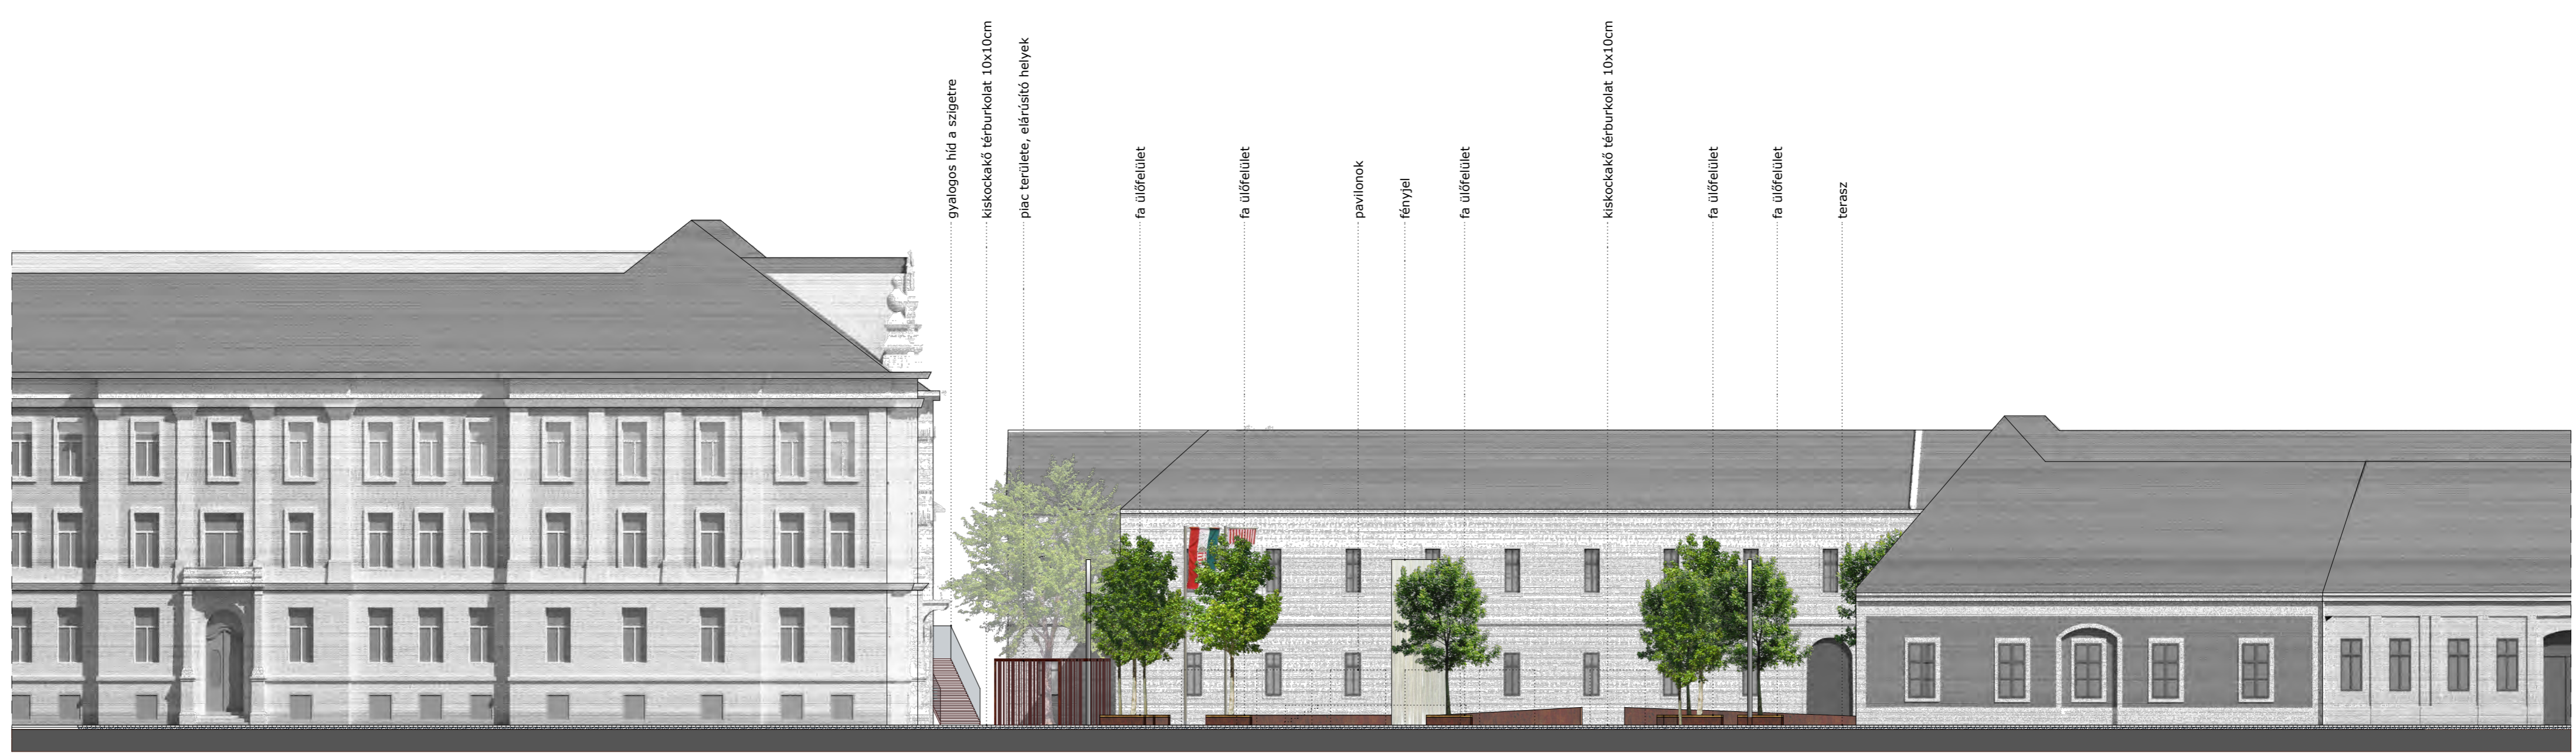 gyalogos híd a szigetre
kiskockakő térburkolat 10x10cm
piac területe, elárúsító helyek
fa ülőfelület
fa ülőfelület
pavilonok
fényjel
fa ülőfelület
kiskockakő térburkolat 10x10cm
fa ülőfelület
fa ülőfelület
terasz